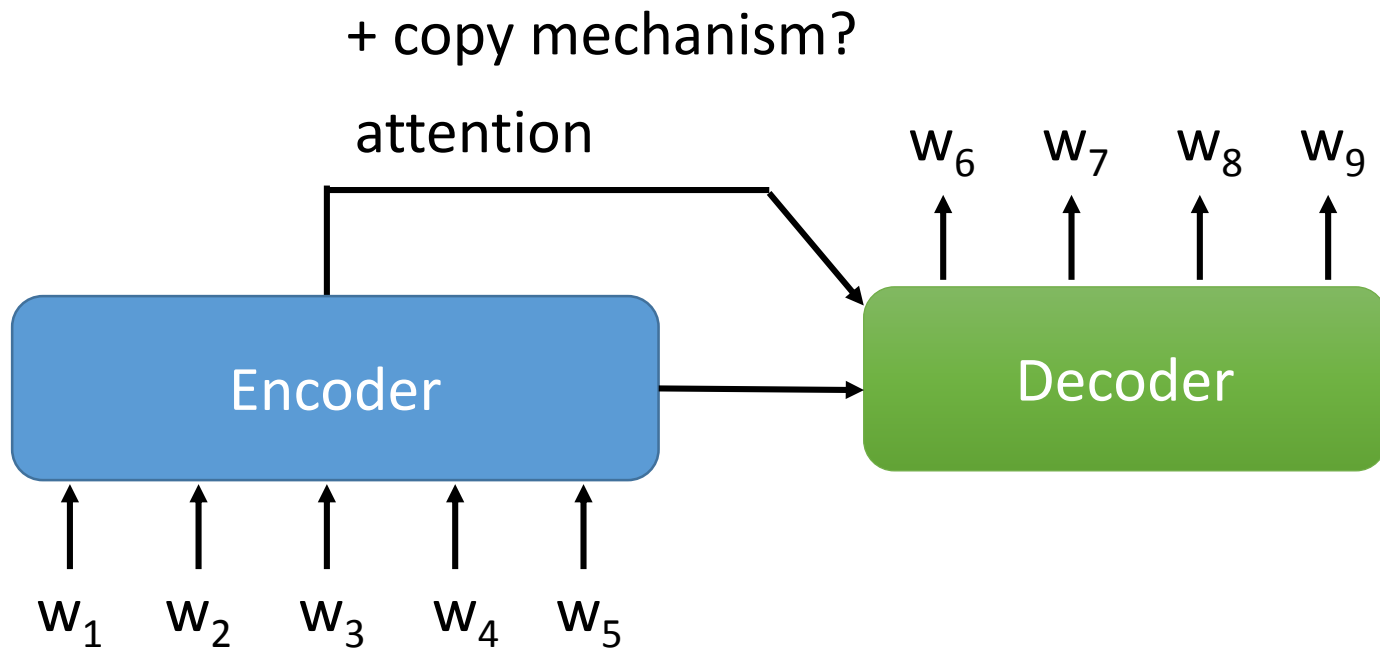 + copy mechanism?
attention
w₆ w₇ w₈ w₉
Encoder
Decoder
w₁ w₂ w₃ w₄ w₅